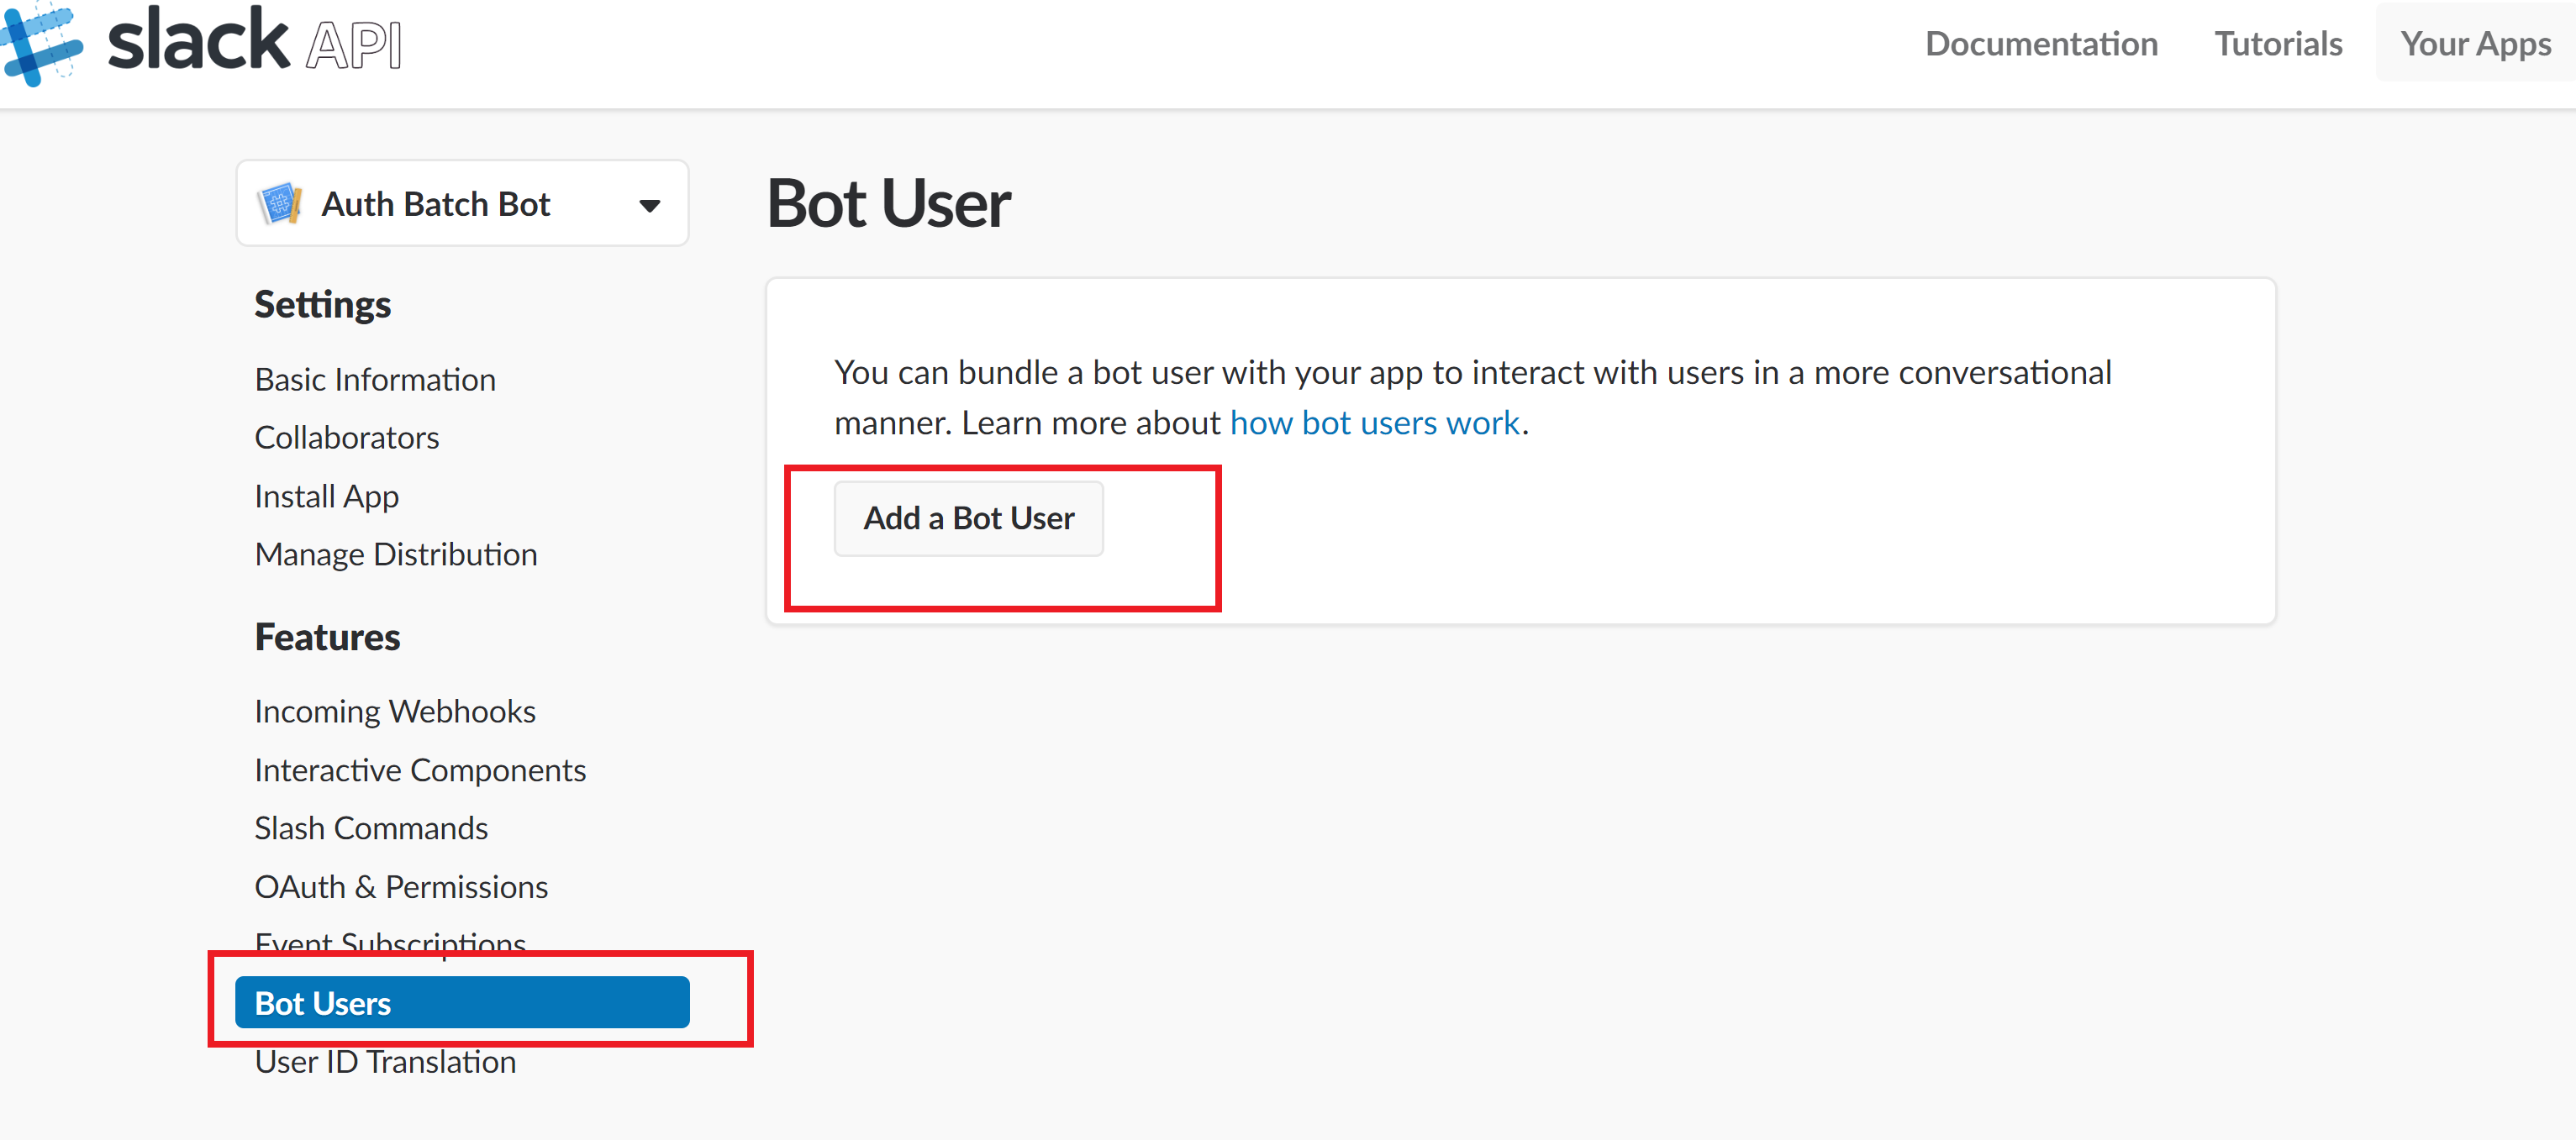 slack API
Documentation
Tutorials
Your Apps
Auth Batch Bot
Settings
Basic Information
Collaborators
Install App
Manage Distribution
Features
Incoming Webhooks
Interactive Components
Slash Commands
OAuth & Permissions
Event Subscriptions
Bot Users
User ID Translation
Bot User
You can bundle a bot user with your app to interact with users in a more conversational
manner. Learn more about how bot users work.
Add a Bot User